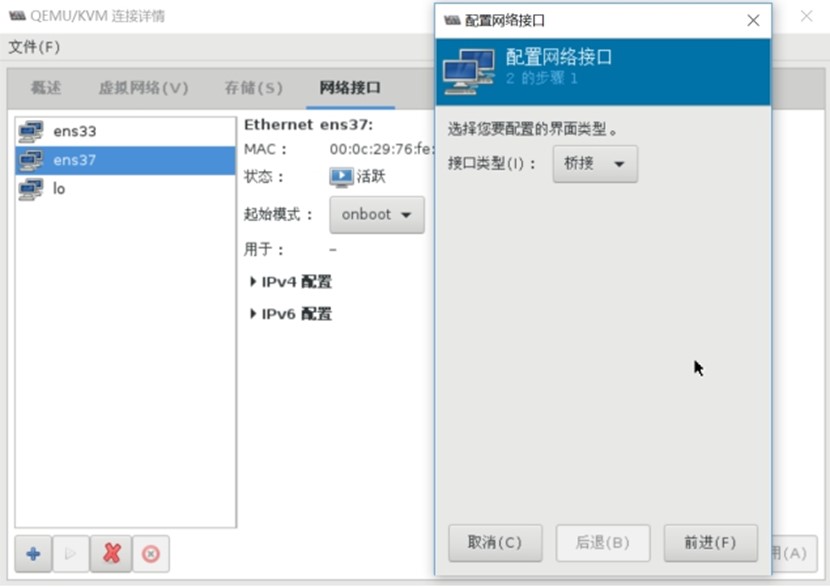 QEMU/KVM 连接详情
文件(F)
概述 虚拟网络(V) 存储(S) 网络接口
ens33
ens37
lo
Ethernet ens37:
MAC： 00:0c:29:76:fe:
状态： 活跃
起始模式： onboot
用于： –
IPv4 配置
IPv6 配置
配置网络接口
配置网络接口
2 的步骤 1
选择您要配置的界面类型。
接口类型(I)： 桥接
取消(C) 后退(B) 前进(F)
用(A)